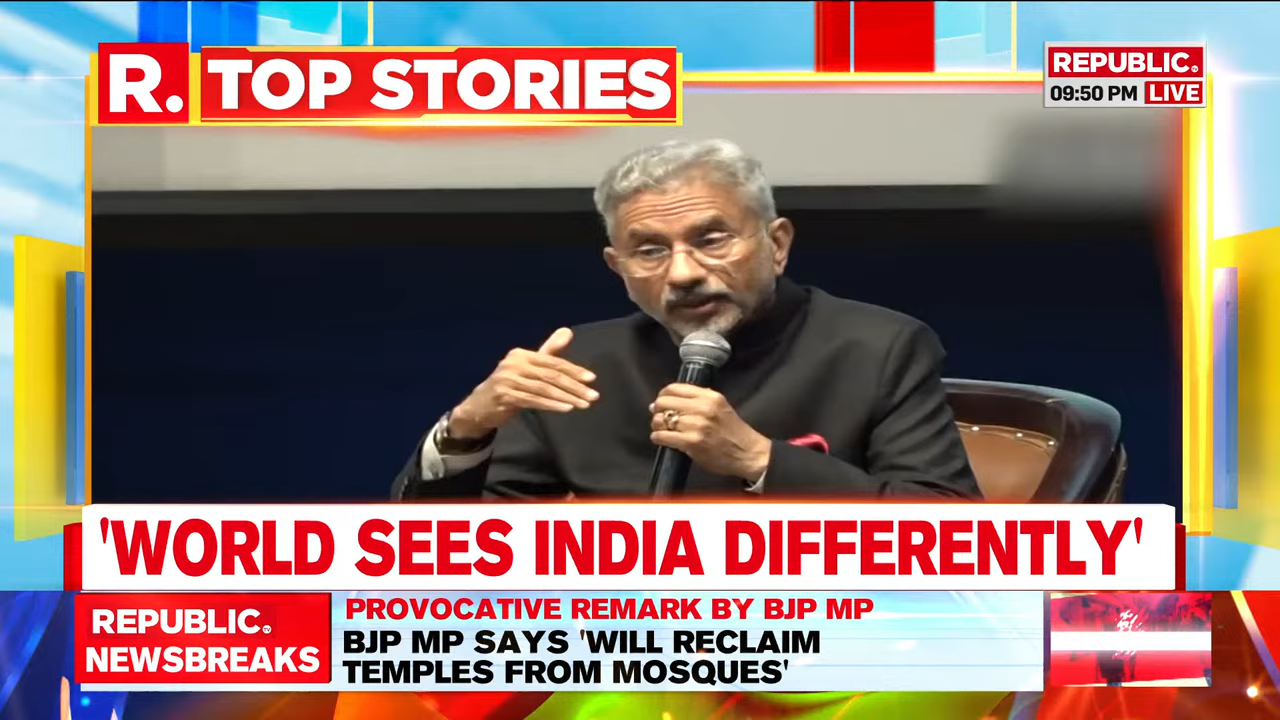 R. TOP STORIES
REPUBLIC.
09:50 PM LIVE
'WORLD SEES INDIA DIFFERENTLY'
REPUBLIC.
NEWSBREAKS
PROVOCATIVE REMARK BY BJP MP
BJP MP SAYS 'WILL RECLAIM
TEMPLES FROM MOSQUES'